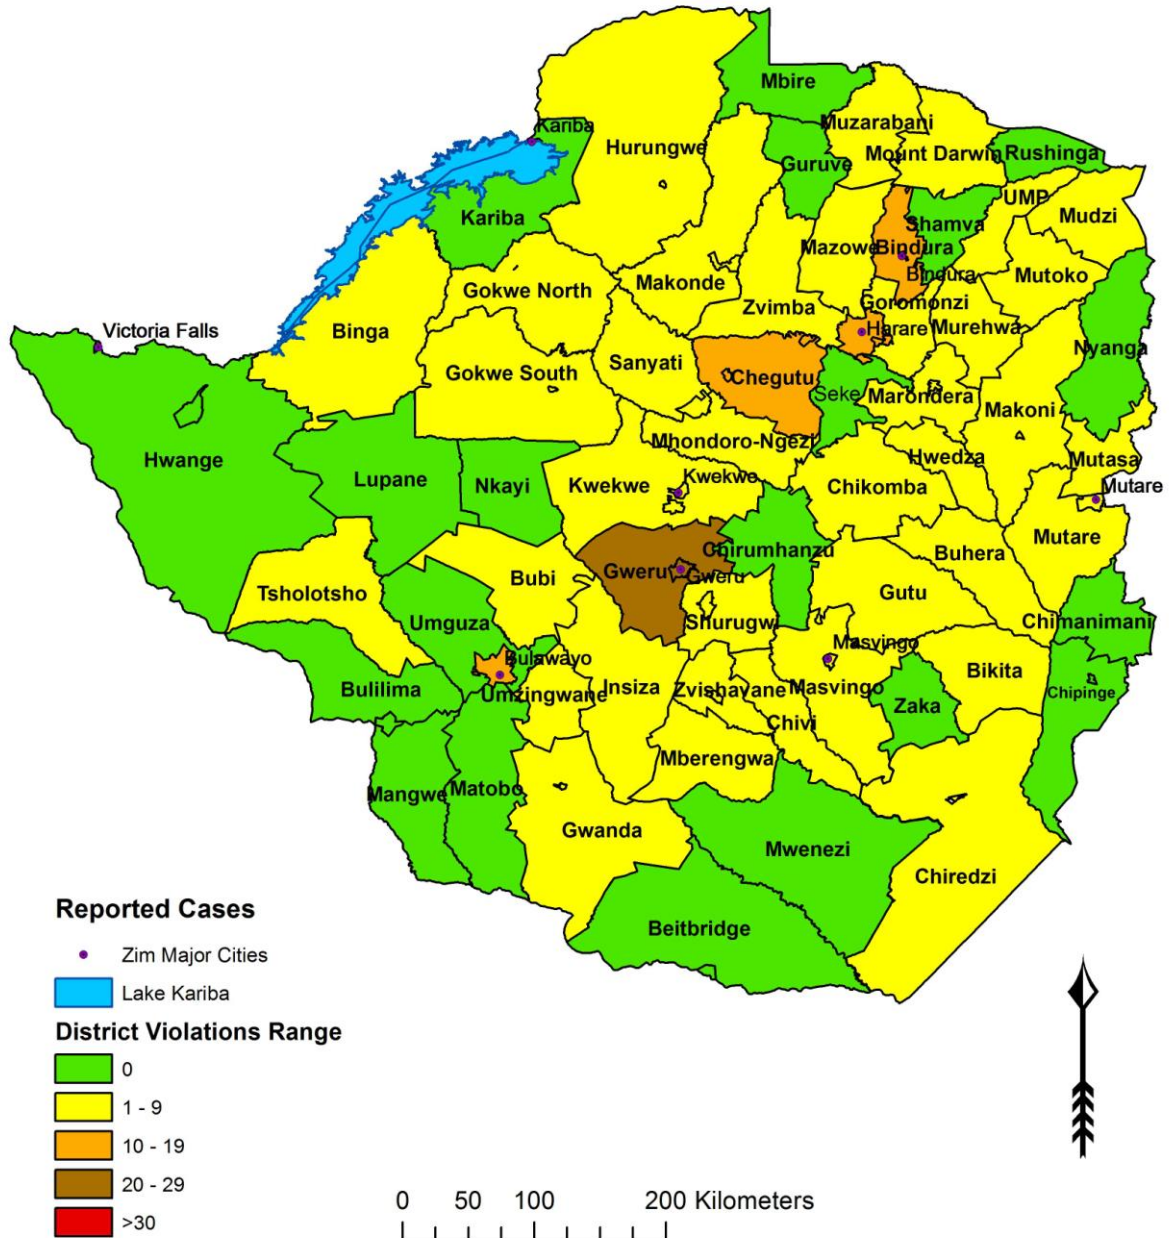 Mbire
Kariba
Muzarabani
Hurungwe
Guruve
Mount Darwin
Rushinga
UMP
Kariba
Shamva
Mudzi
Mazowe
Bindura
Bindura
Mutoko
Makonde
Gokwe North
Zvimba
Goromonzi
Victoria Falls
Binga
Harare
Murehwa
Nyanga
Sanyati
Gokwe South
Chegutu
Seke
Marondera
Makoni
Mhondoro-Ngezi
Hwange
Hwedza
Mutasa
Lupane
Nkayi
Kwekwe
Kwekwe
Chikomba
Mutare
Mutare
Chirumhanzu
Buhera
Gweru
Gweru
Bubi
Tsholotsho
Gutu
Umguza
Shurugwi
Chimanimani
Masvingo
Bulawayo
Bikita
Bulilima
Umzingwane
Insiza
Zvishavane
Masvingo
Chipinge
Zaka
Chivi
Mberengwa
Mangwe
Matobo
Gwanda
Mwenezi
Chiredzi
Beitbridge
Reported Cases
Zim Major Cities
Lake Kariba
District Violations Range
0
1 - 9
10 - 19
20 - 29
>30
0 50 100 200 Kilometers